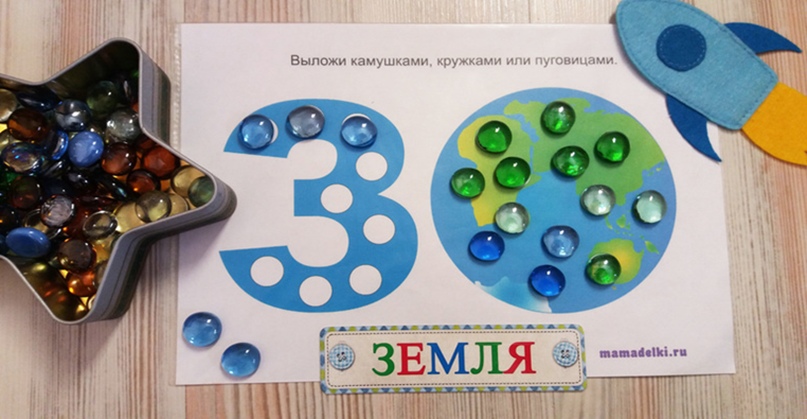 Выложи камушками, кружками или пуговицами.
З
ЗЕМЛЯ
mamadelki.ru